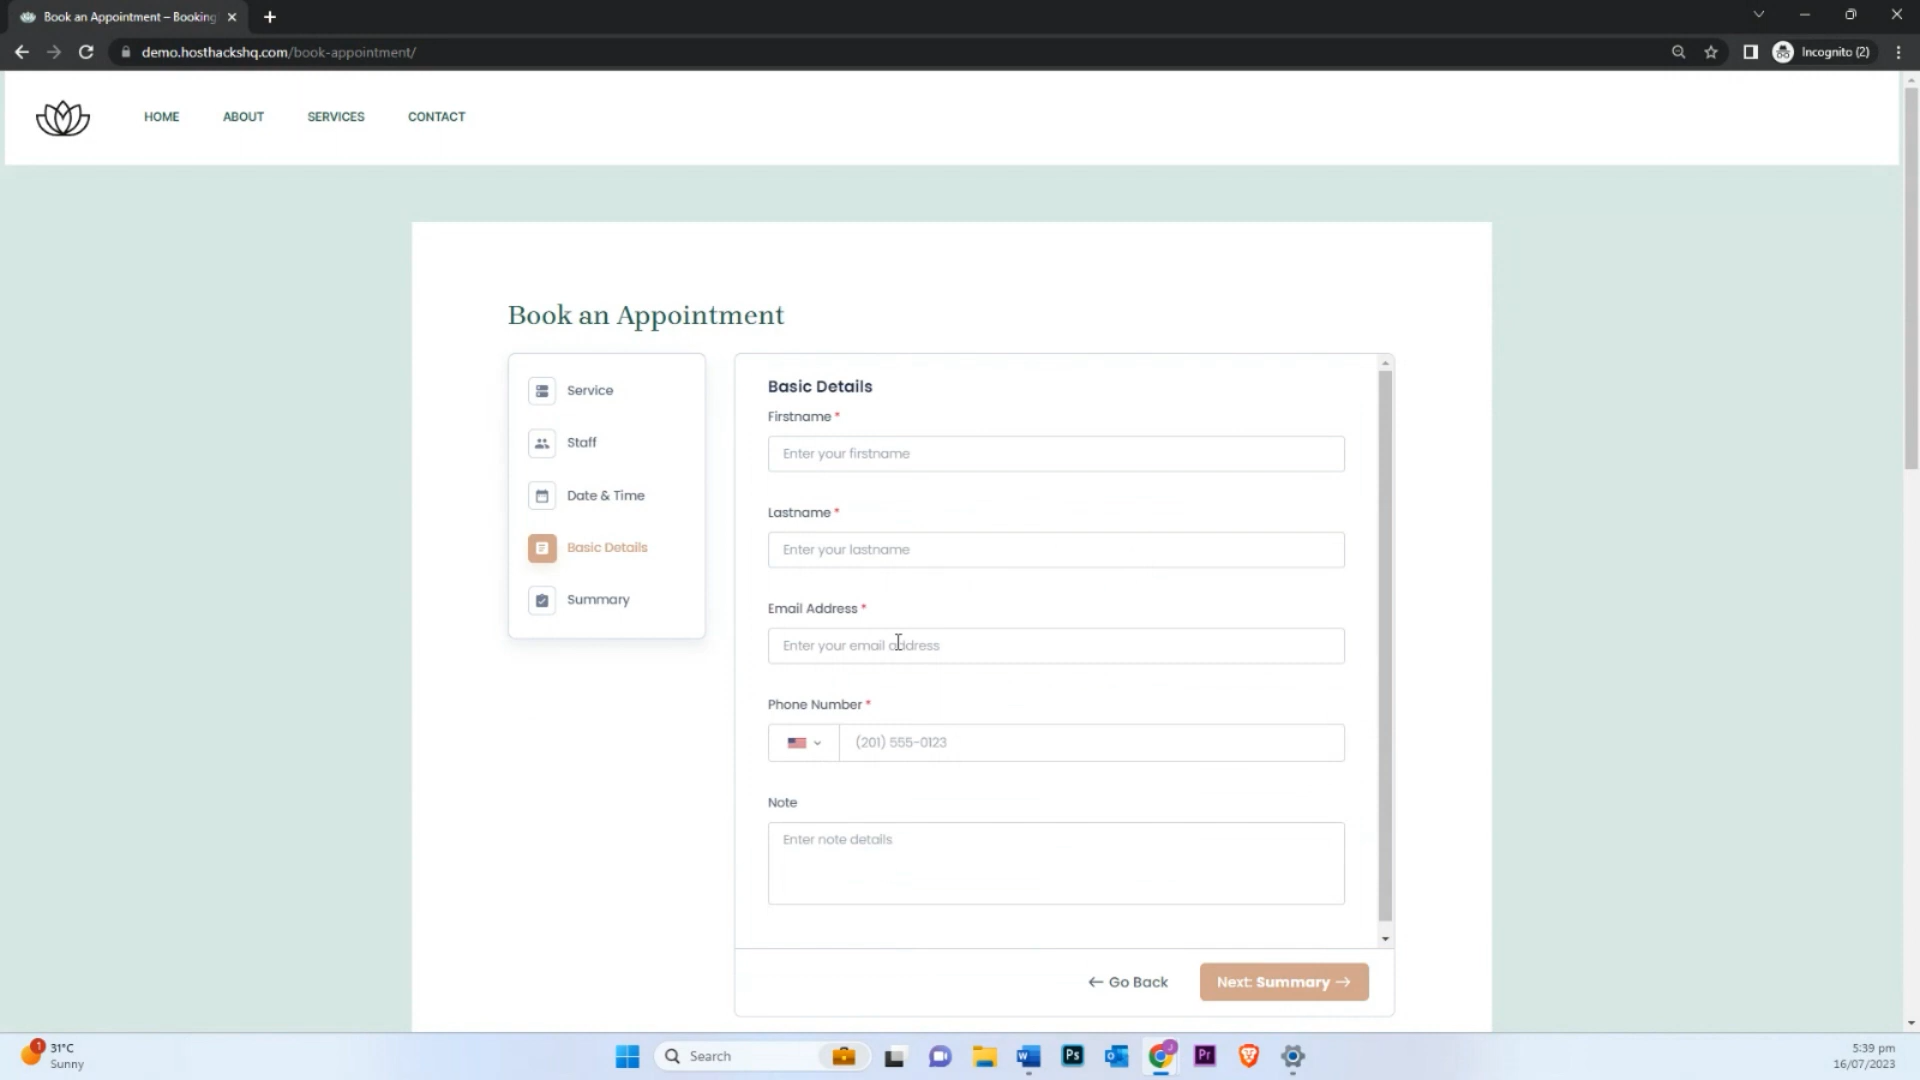 Book an Appointment – Booking
demo.hosthackshq.com/book-appointment/
Incognito (2)
HOME
ABOUT
SERVICES
CONTACT
Book an Appointment
Service
Staff
Date & Time
Basic Details
Summary
Basic Details
Firstname *
Enter your firstname
Lastname *
Enter your lastname
Email Address *
Enter your email address
Phone Number *
(201) 555-0123
Note
Enter note details
← Go Back
Next: Summary →
1
31°C
Sunny
Search
W
Ps
J
Pr
5:39 pm
16/07/2023